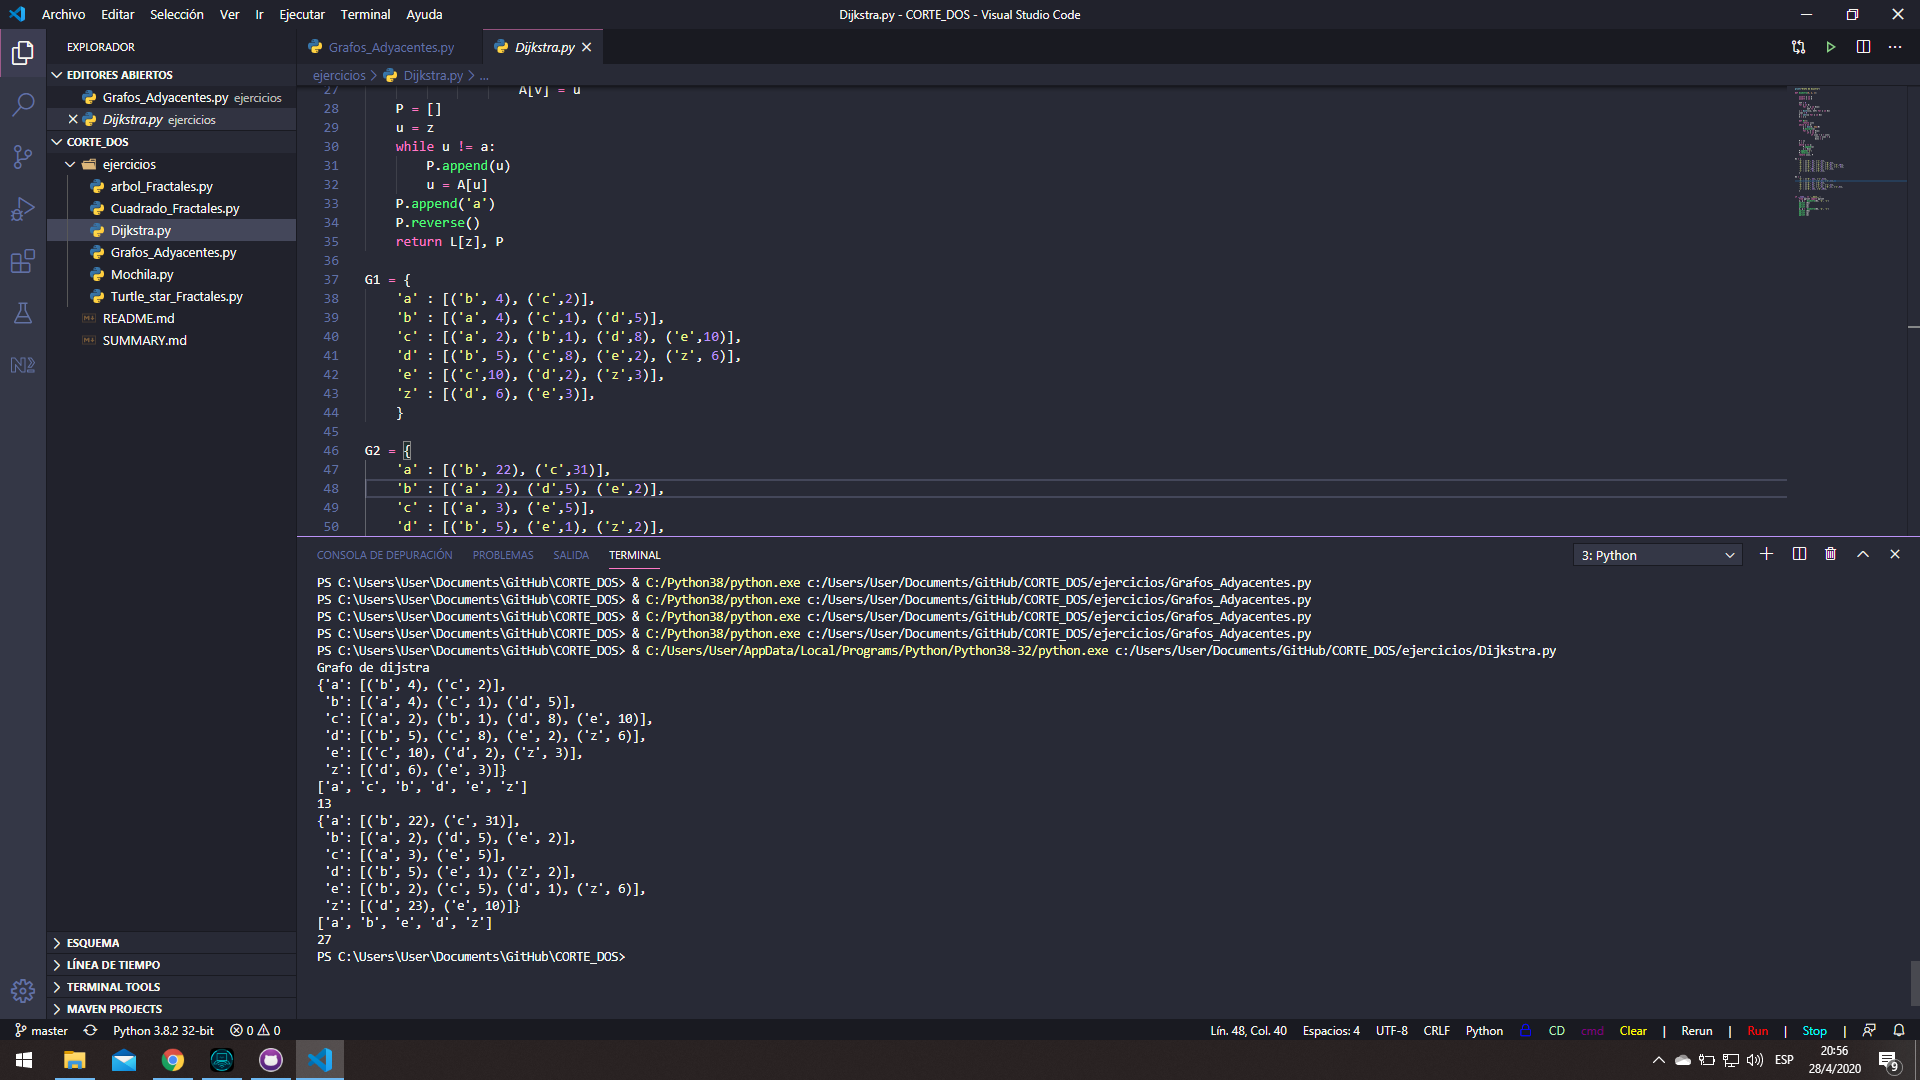 Archivo Editar Selección Ver Ir Ejecutar Terminal Ayuda
Dijkstra.py - CORTE_DOS - Visual Studio Code
EXPLORADOR
EDITORES ABIERTOS
Grafos_Adyacentes.py ejercicios
Dijkstra.py ejercicios
CORTE_DOS
ejercicios
arbol_Fractales.py
Cuadrado_Fractales.py
Dijkstra.py
Grafos_Adyacentes.py
Mochila.py
Turtle_star_Fractales.py
README.md
SUMMARY.md
ESQUEMA
LÍNEA DE TIEMPO
TERMINAL TOOLS
MAVEN PROJECTS
Grafos_Adyacentes.py
Dijkstra.py
ejercicios > Dijkstra.py > ...
27 A[v] = u
28 P = []
29 u = z
30 while u != a:
31 P.append(u)
32 u = A[u]
33 P.append('a')
34 P.reverse()
35 return L[z], P
36
37 G1 = {
38 'a' : [('b', 4), ('c',2)],
39 'b' : [('a', 4), ('c',1), ('d',5)],
40 'c' : [('a', 2), ('b',1), ('d',8), ('e',10)],
41 'd' : [('b', 5), ('c',8), ('e',2), ('z', 6)],
42 'e' : [('c',10), ('d',2), ('z',3)],
43 'z' : [('d', 6), ('e',3)],
44 }
45
46 G2 = {
47 'a' : [('b', 22), ('c',31)],
48 'b' : [('a', 2), ('d',5), ('e',2)],
49 'c' : [('a', 3), ('e',5)],
50 'd' : [('b', 5), ('e',1), ('z',2)],
CONSOLA DE DEPURACIÓN PROBLEMAS SALIDA TERMINAL
3: Python
PS C:\Users\User\Documents\GitHub\CORTE_DOS> & C:/Python38/python.exe c:/Users/User/Documents/GitHub/CORTE_DOS/ejercicios/Grafos_Adyacentes.py
PS C:\Users\User\Documents\GitHub\CORTE_DOS> & C:/Python38/python.exe c:/Users/User/Documents/GitHub/CORTE_DOS/ejercicios/Grafos_Adyacentes.py
PS C:\Users\User\Documents\GitHub\CORTE_DOS> & C:/Python38/python.exe c:/Users/User/Documents/GitHub/CORTE_DOS/ejercicios/Grafos_Adyacentes.py
PS C:\Users\User\Documents\GitHub\CORTE_DOS> & C:/Python38/python.exe c:/Users/User/Documents/GitHub/CORTE_DOS/ejercicios/Grafos_Adyacentes.py
PS C:\Users\User\Documents\GitHub\CORTE_DOS> & C:/Users/User/AppData/Local/Programs/Python/Python38-32/python.exe c:/Users/User/Documents/GitHub/CORTE_DOS/ejercicios/Dijkstra.py
Grafo de dijstra
{'a': [('b', 4), ('c', 2)],
'b': [('a', 4), ('c', 1), ('d', 5)],
'c': [('a', 2), ('b', 1), ('d', 8), ('e', 10)],
'd': [('b', 5), ('c', 8), ('e', 2), ('z', 6)],
'e': [('c', 10), ('d', 2), ('z', 3)],
'z': [('d', 6), ('e', 3)]}
['a', 'c', 'b', 'd', 'e', 'z']
13
{'a': [('b', 22), ('c', 31)],
'b': [('a', 2), ('d', 5), ('e', 2)],
'c': [('a', 3), ('e', 5)],
'd': [('b', 5), ('e', 1), ('z', 2)],
'e': [('b', 2), ('c', 5), ('d', 1), ('z', 6)],
'z': [('d', 23), ('e', 10)]}
['a', 'b', 'e', 'd', 'z']
27
PS C:\Users\User\Documents\GitHub\CORTE_DOS>
master Python 3.8.2 32-bit 0 0
Lín. 48, Col. 40 Espacios: 4 UTF-8 CRLF Python CD cmd Clear | Rerun | Run | Stop |
ESP
20:56
28/4/2020
9